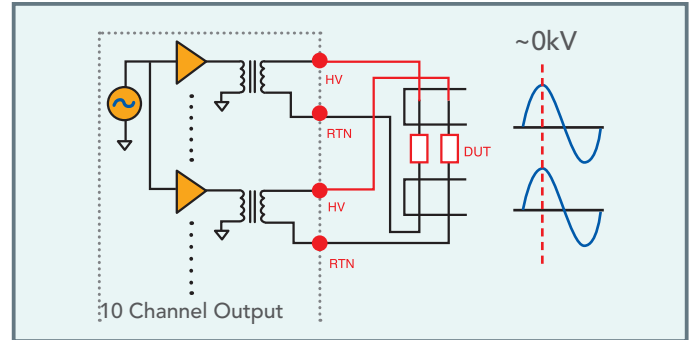 ~0kV
HV
RTN
DUT
HV
RTN
10 Channel Output